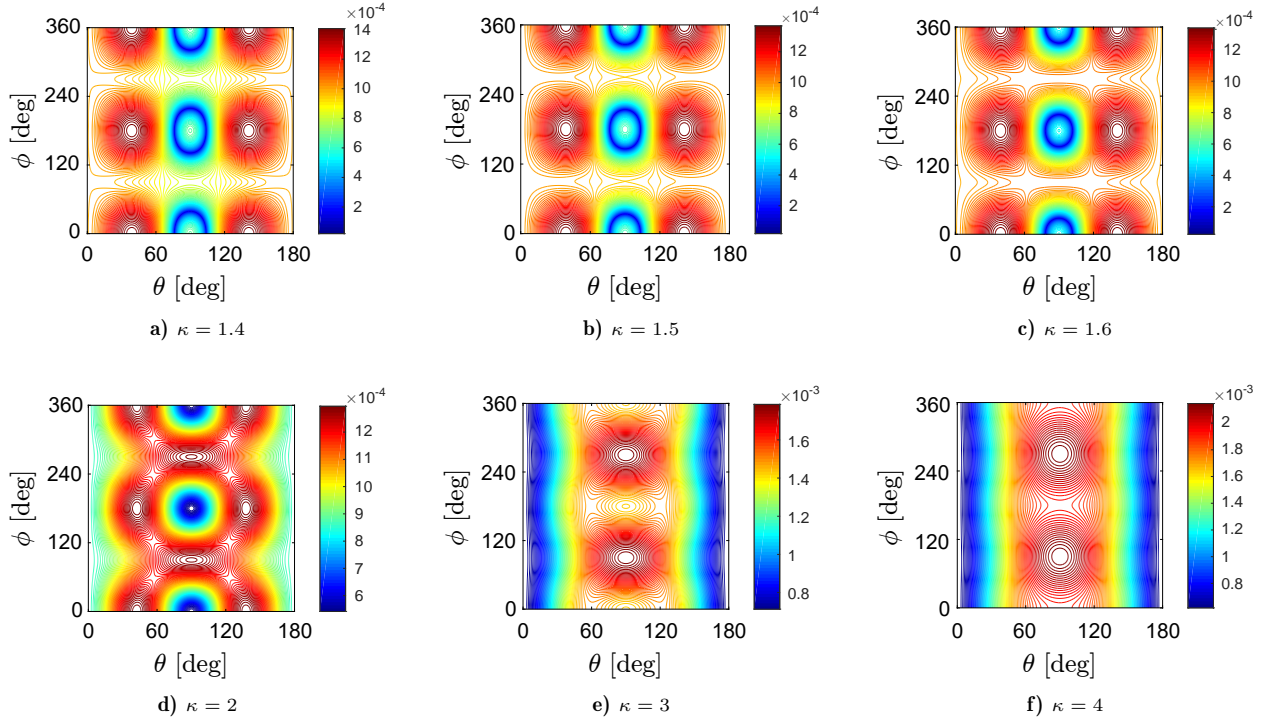 ×10⁻⁴ ×10⁻⁴ ×10⁻⁴
360 14 360 360
12 12 12
240 10 240 10 240 10
ϕ [deg] 8 ϕ [deg] 8 ϕ [deg] 8
120 6 120 6 120 6
4 4 4
0 2 0 2 0 2
0 60 120 180 0 60 120 180 0 60 120 180
θ [deg] θ [deg] θ [deg]
a) κ = 1.4 b) κ = 1.5 c) κ = 1.6
×10⁻⁴ ×10⁻³ ×10⁻³
360 360 360
12 1.6 2
240 11 240 1.4 240 1.8
ϕ [deg] 10 ϕ [deg] ϕ [deg] 1.6
9 1.2 1.4
120 8 120 120 1.2
7 1 1
0 6 0 0.8 0 0.8
0 60 120 180 0 60 120 180 0 60 120 180
θ [deg] θ [deg] θ [deg]
d) κ = 2 e) κ = 3 f) κ = 4